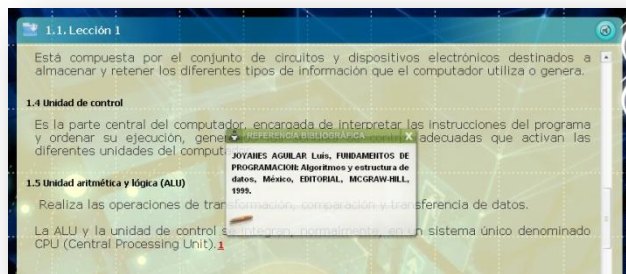 1.1. Lección 1
Está compuesta por el conjunto de circuitos y dispositivos electrónicos destinados a
almacenar y retener los diferentes tipos de información que el computador utiliza o genera.
1.4 Unidad de control
Es la parte central del computador, encargada de interpretar las instrucciones del programa
y ordenar su ejecución, gene adecuadas que activan las
diferentes unidades del comput
REFERENCIA BIBLIOGRÁFICA X
JOYANES AGUILAR Luis, FUNDAMENTOS DE
PROGRAMACION: Algoritmos y estructura de
datos, México, EDITORIAL, MCGRAW-HILL,
1999.
1.5 Unidad aritmética y lógica (ALU)
Realiza las operaciones de transformación, comparación y transferencia de datos.
La ALU y la unidad de control se integran, normalmente, en un sistema único denominado
CPU (Central Processing Unit). 1